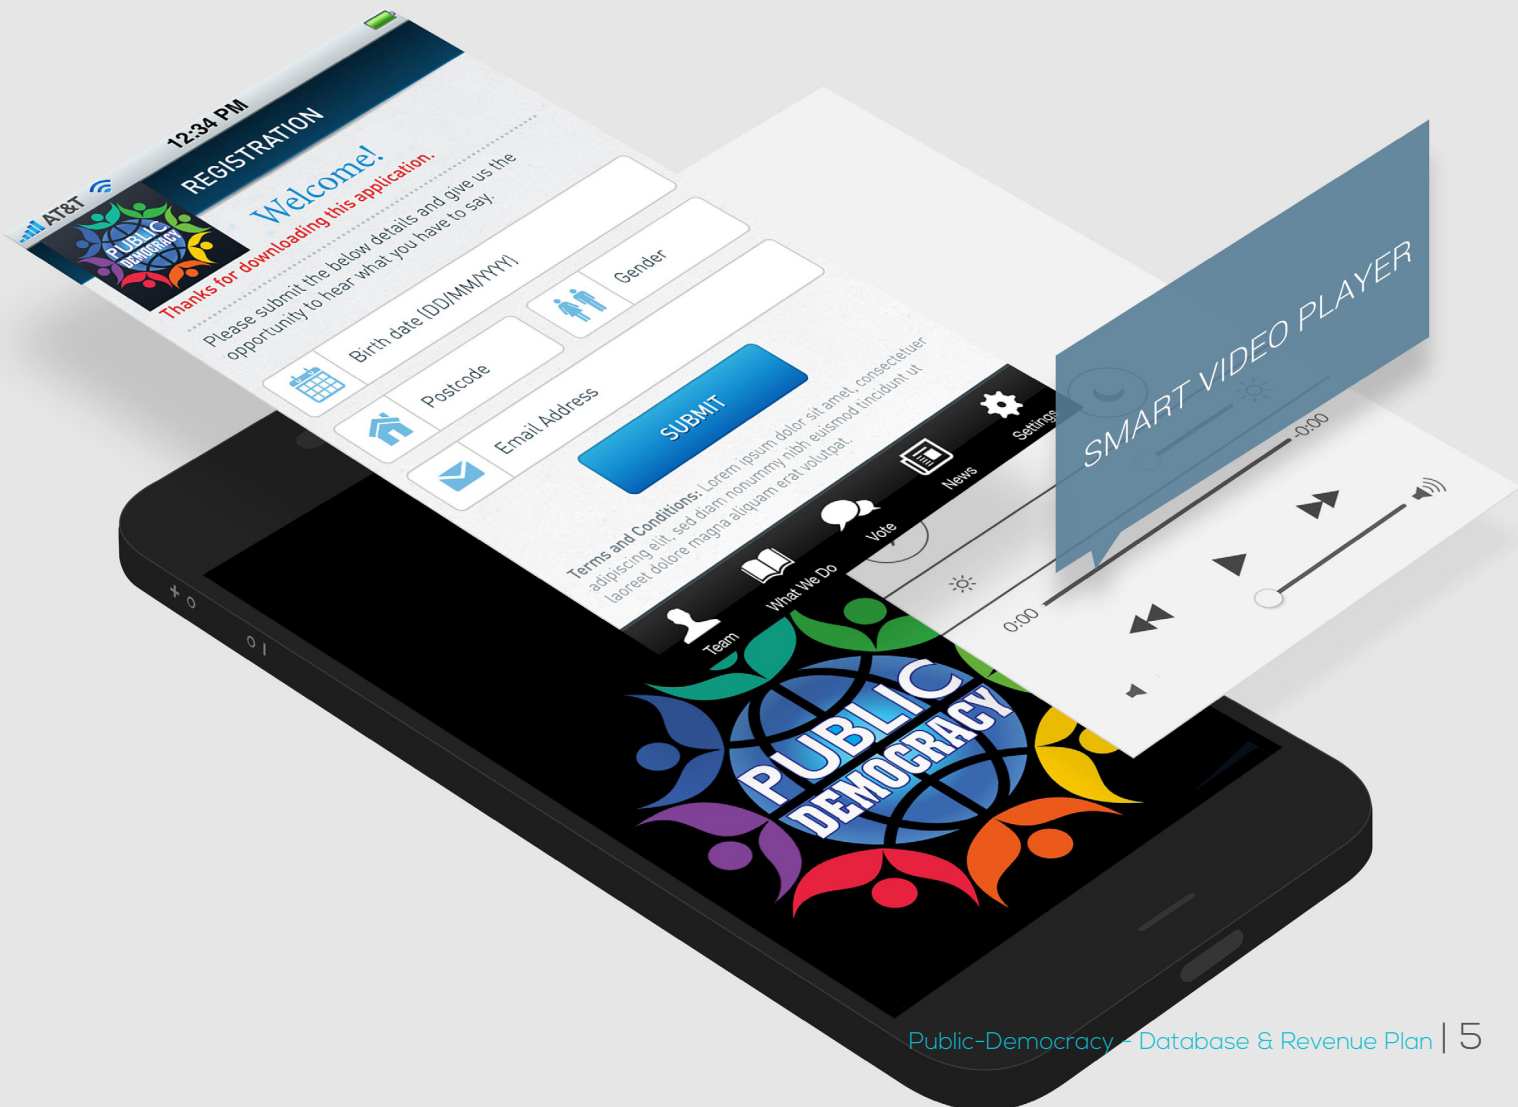 AT&T
12:34 PM
PUBLIC
DEMOCRACY
REGISTRATION
Welcome!
Thanks for downloading this application.
Please submit the below details and give us the
opportunity to hear what you have to say.
Birth date (DD/MM/YYYY)
Postcode
Gender
Email Address
SUBMIT
Terms and Conditions: Lorem ipsum dolor sit amet, consectetuer
adipiscing elit, sed diam nonummy nibh euismod tincidunt ut
laoreet dolore magna aliquam erat volutpat.
Team
What We Do
Vote
News
Settings
SMART VIDEO PLAYER
0:00
-0:00
PUBLIC
DEMOCRACY
Public-Democracy - Database & Revenue Plan | 5